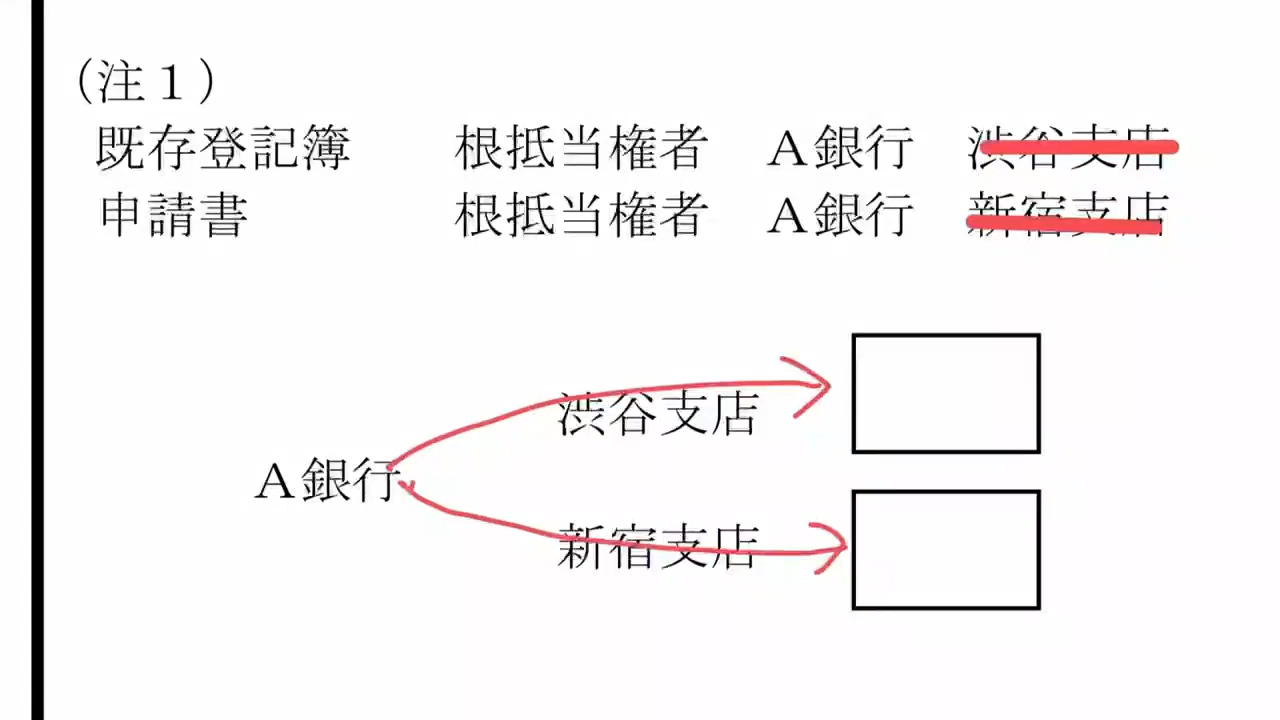 （注１）
既存登記簿　根抵当権者　Ａ銀行　渋谷支店
申請書　根抵当権者　Ａ銀行　新宿支店
渋谷支店
Ａ銀行
新宿支店